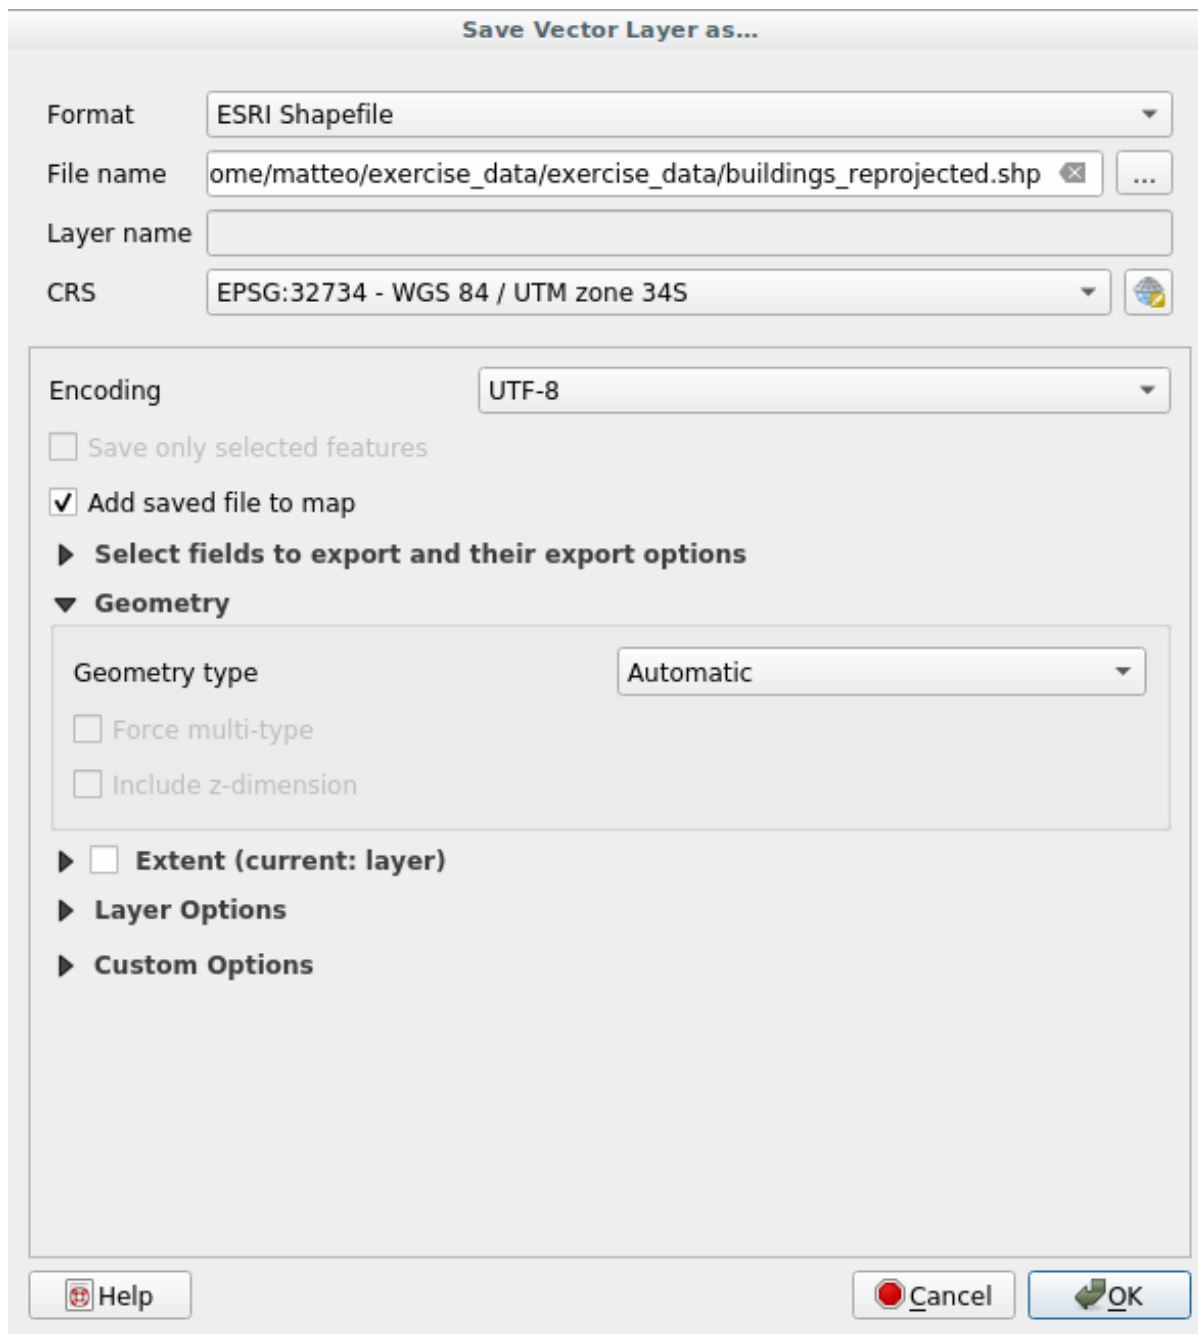 Save Vector Layer as...
Format ESRI Shapefile
File name ome/matteo/exercise_data/exercise_data/buildings_reprojected.shp ...
Layer name
CRS EPSG:32734 - WGS 84 / UTM zone 34S
Encoding UTF-8
Save only selected features
Add saved file to map
Select fields to export and their export options
Geometry
Geometry type Automatic
Force multi-type
Include z-dimension
Extent (current: layer)
Layer Options
Custom Options
Help Cancel OK